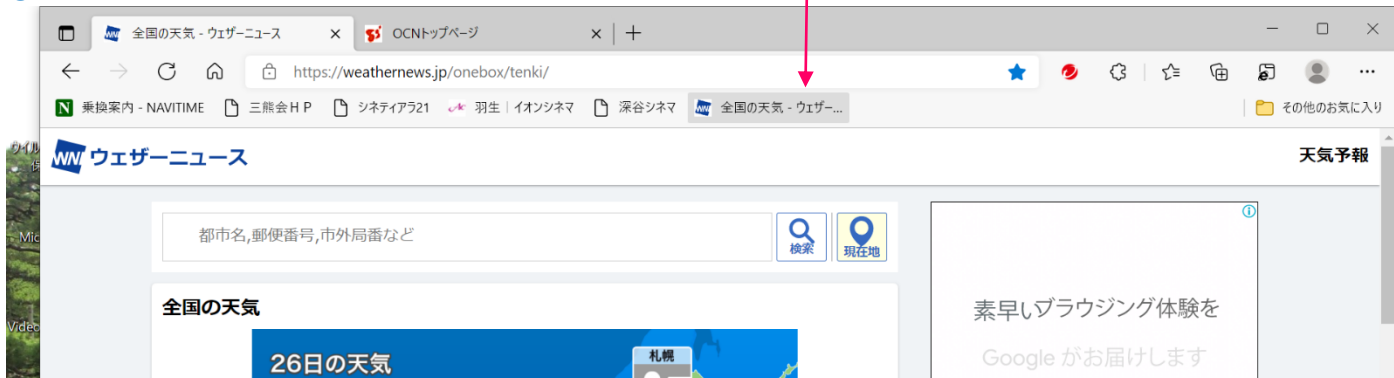 全国の天気 - ウェザーニュース
OCNトップページ
https://weathernews.jp/onebox/tenki/
乗換案内 - NAVITIME
三熊会ＨＰ
シネティアラ21
羽生｜イオンシネマ
深谷シネマ
全国の天気 - ウェザー...
その他のお気に入り
ウェザーニュース
天気予報
都市名,郵便番号,市外局番など
検索
現在地
全国の天気
26日の天気
札幌
素早いブラウジング体験を
Google がお届けします
Mic
Video